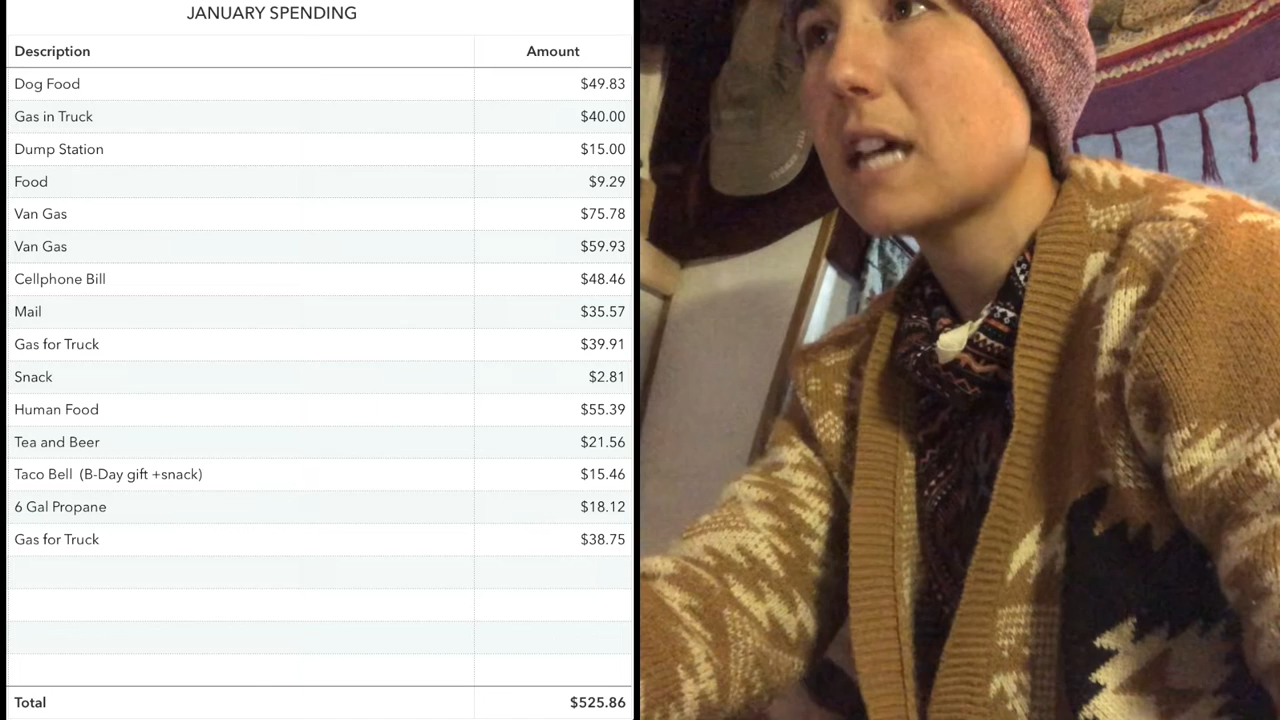 JANUARY SPENDING
Description Amount
Dog Food $49.83
Gas in Truck $40.00
Dump Station $15.00
Food $9.29
Van Gas $75.78
Van Gas $59.93
Cellphone Bill $48.46
Mail $35.57
Gas for Truck $39.91
Snack $2.81
Human Food $55.39
Tea and Beer $21.56
Taco Bell (B-Day gift +snack) $15.46
6 Gal Propane $18.12
Gas for Truck $38.75
Total $525.86